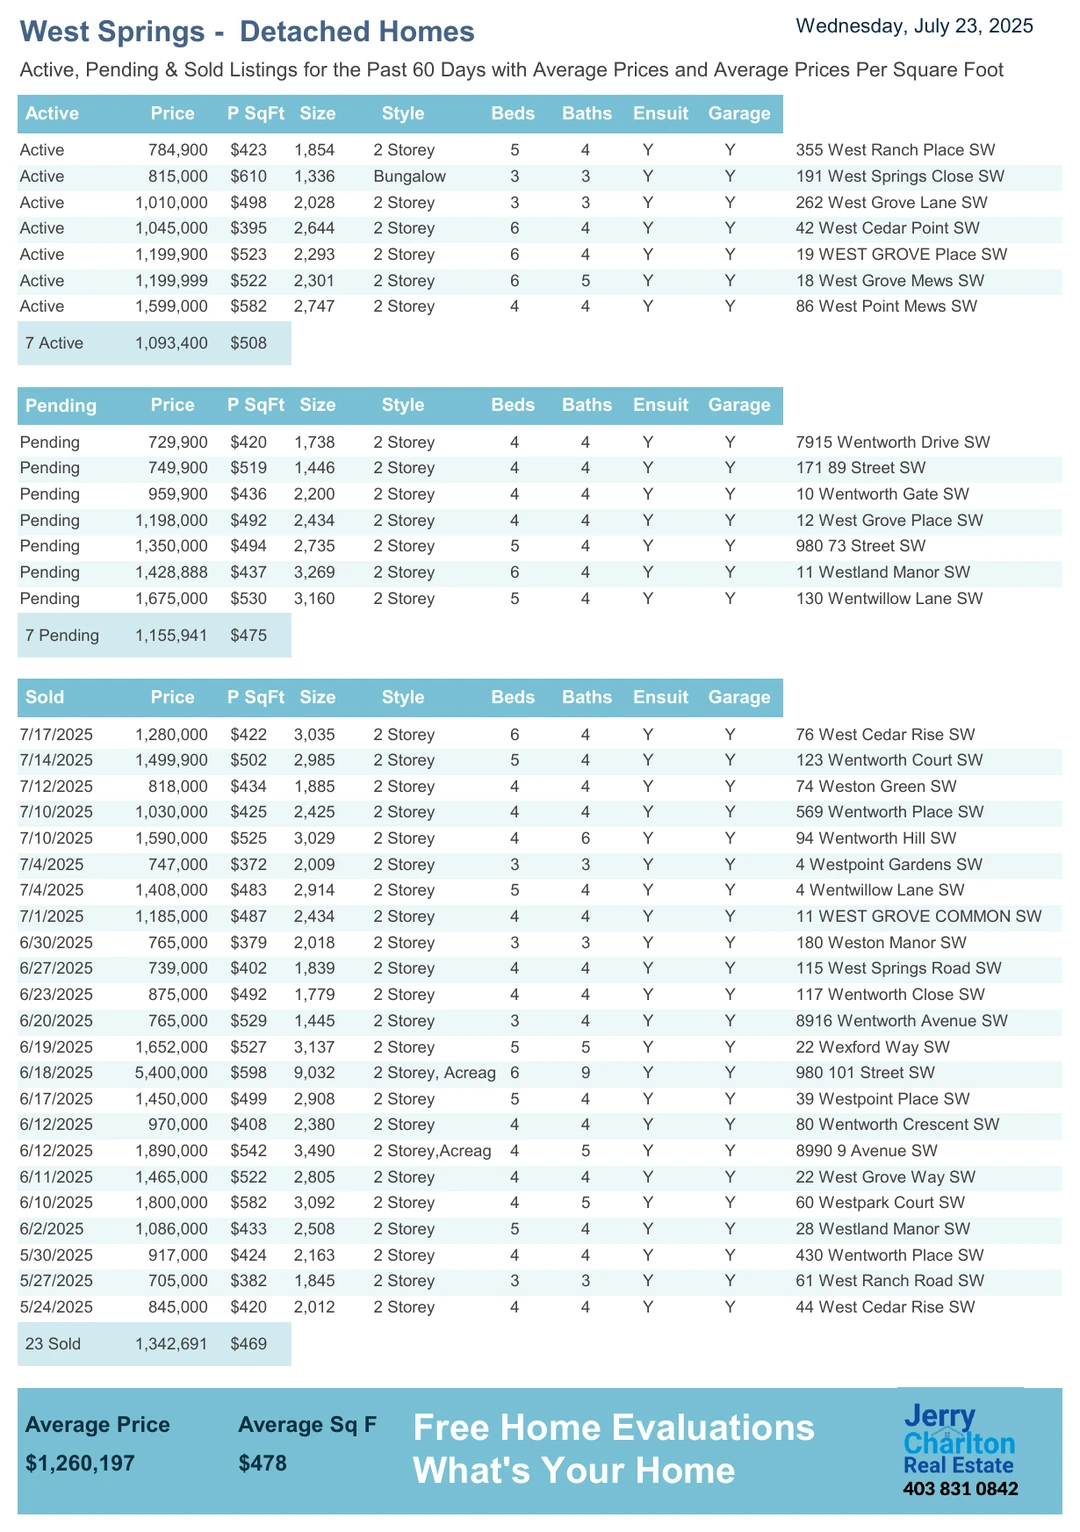 West Springs -  Detached Homes
Wednesday, July 23, 2025
Active, Pending & Sold Listings for the Past 60 Days with Average Prices and Average Prices Per Square Foot
Active Price P SqFt Size Style Beds Baths Ensuit Garage
Active 784,900 $423 1,854 2 Storey 5 4 Y Y 355 West Ranch Place SW
Active 815,000 $610 1,336 Bungalow 3 3 Y Y 191 West Springs Close SW
Active 1,010,000 $498 2,028 2 Storey 3 3 Y Y 262 West Grove Lane SW
Active 1,045,000 $395 2,644 2 Storey 6 4 Y Y 42 West Cedar Point SW
Active 1,199,900 $523 2,293 2 Storey 6 4 Y Y 19 WEST GROVE Place SW
Active 1,199,999 $522 2,301 2 Storey 6 5 Y Y 18 West Grove Mews SW
Active 1,599,000 $582 2,747 2 Storey 4 4 Y Y 86 West Point Mews SW
7 Active 1,093,400 $508
Pending Price P SqFt Size Style Beds Baths Ensuit Garage
Pending 729,900 $420 1,738 2 Storey 4 4 Y Y 7915 Wentworth Drive SW
Pending 749,900 $519 1,446 2 Storey 4 4 Y Y 171 89 Street SW
Pending 959,900 $436 2,200 2 Storey 4 4 Y Y 10 Wentworth Gate SW
Pending 1,198,000 $492 2,434 2 Storey 4 4 Y Y 12 West Grove Place SW
Pending 1,350,000 $494 2,735 2 Storey 5 4 Y Y 980 73 Street SW
Pending 1,428,888 $437 3,269 2 Storey 6 4 Y Y 11 Westland Manor SW
Pending 1,675,000 $530 3,160 2 Storey 5 4 Y Y 130 Wentwillow Lane SW
7 Pending 1,155,941 $475
Sold Price P SqFt Size Style Beds Baths Ensuit Garage
7/17/2025 1,280,000 $422 3,035 2 Storey 6 4 Y Y 76 West Cedar Rise SW
7/14/2025 1,499,900 $502 2,985 2 Storey 5 4 Y Y 123 Wentworth Court SW
7/12/2025 818,000 $434 1,885 2 Storey 4 4 Y Y 74 Weston Green SW
7/10/2025 1,030,000 $425 2,425 2 Storey 4 4 Y Y 569 Wentworth Place SW
7/10/2025 1,590,000 $525 3,029 2 Storey 4 6 Y Y 94 Wentworth Hill SW
7/4/2025 747,000 $372 2,009 2 Storey 3 3 Y Y 4 Westpoint Gardens SW
7/4/2025 1,408,000 $483 2,914 2 Storey 5 4 Y Y 4 Wentwillow Lane SW
7/1/2025 1,185,000 $487 2,434 2 Storey 4 4 Y Y 11 WEST GROVE COMMON SW
6/30/2025 765,000 $379 2,018 2 Storey 3 3 Y Y 180 Weston Manor SW
6/27/2025 739,000 $402 1,839 2 Storey 4 4 Y Y 115 West Springs Road SW
6/23/2025 875,000 $492 1,779 2 Storey 4 4 Y Y 117 Wentworth Close SW
6/20/2025 765,000 $529 1,445 2 Storey 3 4 Y Y 8916 Wentworth Avenue SW
6/19/2025 1,652,000 $527 3,137 2 Storey 5 5 Y Y 22 Wexford Way SW
6/18/2025 5,400,000 $598 9,032 2 Storey, Acreag 6 9 Y Y 980 101 Street SW
6/17/2025 1,450,000 $499 2,908 2 Storey 5 4 Y Y 39 Westpoint Place SW
6/12/2025 970,000 $408 2,380 2 Storey 4 4 Y Y 80 Wentworth Crescent SW
6/12/2025 1,890,000 $542 3,490 2 Storey,Acreag 4 5 Y Y 8990 9 Avenue SW
6/11/2025 1,465,000 $522 2,805 2 Storey 4 4 Y Y 22 West Grove Way SW
6/10/2025 1,800,000 $582 3,092 2 Storey 4 5 Y Y 60 Westpark Court SW
6/2/2025 1,086,000 $433 2,508 2 Storey 5 4 Y Y 28 Westland Manor SW
5/30/2025 917,000 $424 2,163 2 Storey 4 4 Y Y 430 Wentworth Place SW
5/27/2025 705,000 $382 1,845 2 Storey 3 3 Y Y 61 West Ranch Road SW
5/24/2025 845,000 $420 2,012 2 Storey 4 4 Y Y 44 West Cedar Rise SW
23 Sold 1,342,691 $469
Average Price Average Sq F
$1,260,197 $478
Free Home Evaluations
What's Your Home
Jerry
Charlton
Real Estate
403 831 0842